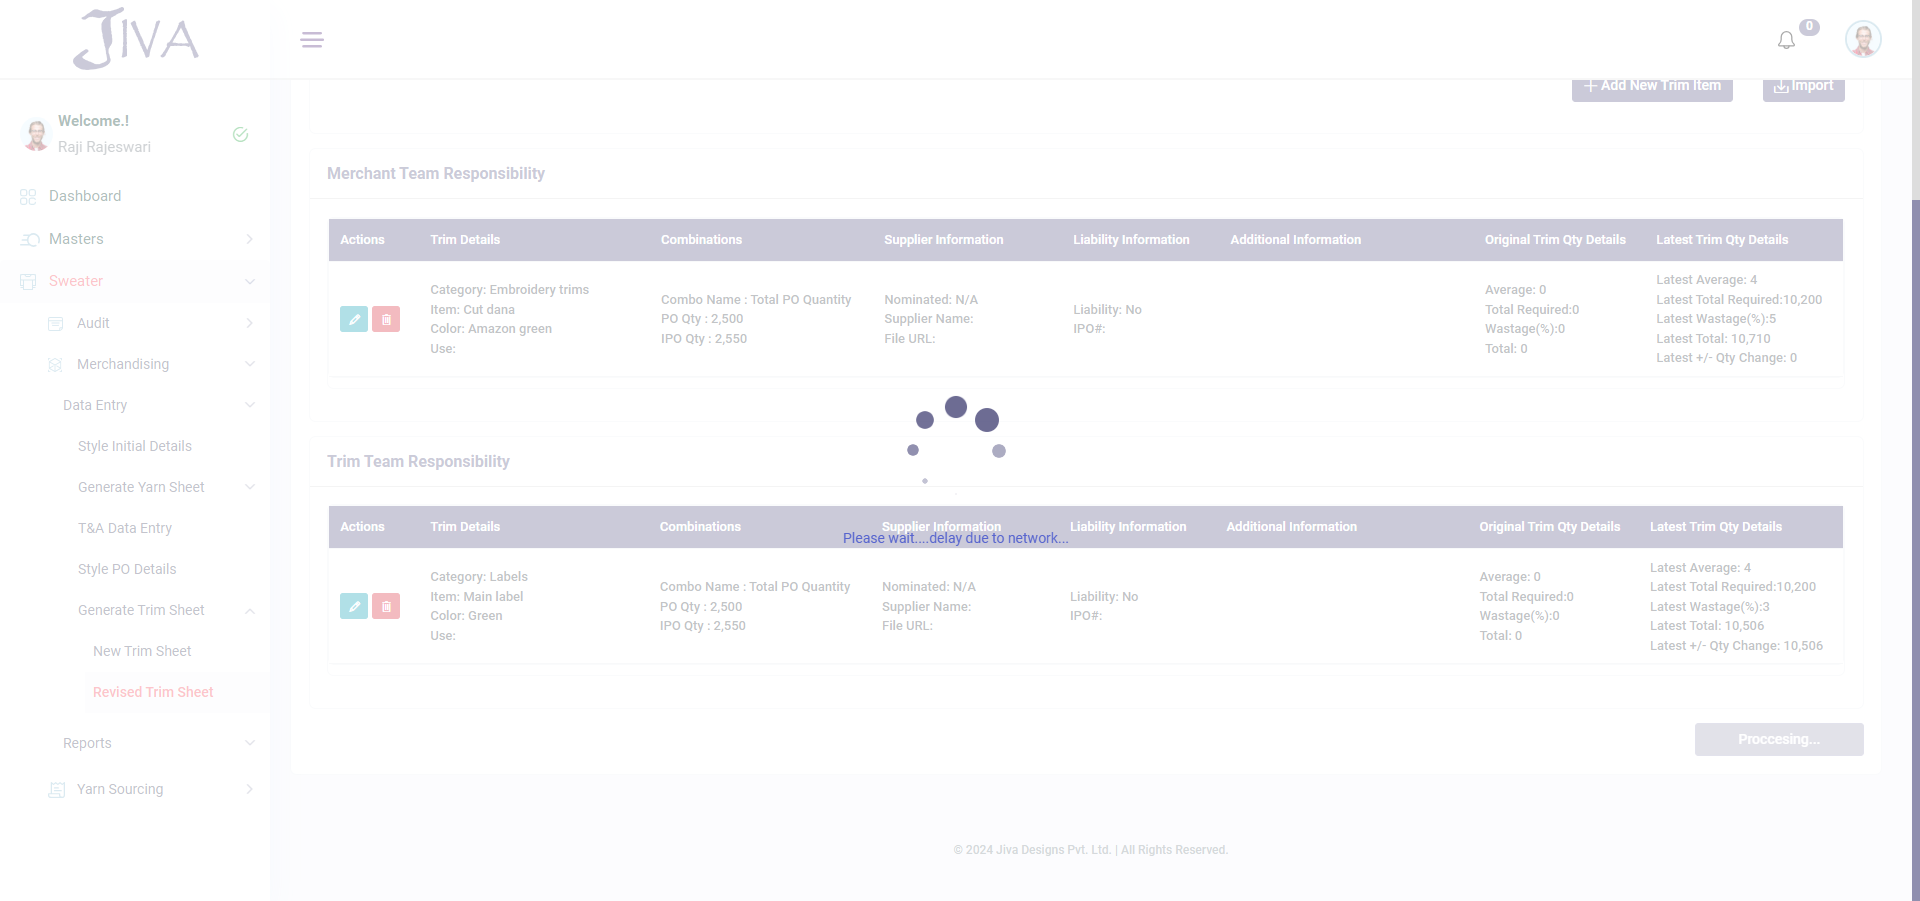 JIVA
0
Welcome.!
Raji Rajeswari
Dashboard
Masters
Sweater
Audit
Merchandising
Data Entry
Style Initial Details
Generate Yarn Sheet
T&A Data Entry
Style PO Details
Generate Trim Sheet
New Trim Sheet
Revised Trim Sheet
Reports
Yarn Sourcing
Add New Trim Item Import
Merchant Team Responsibility
Actions Trim Details Combinations Supplier Information Liability Information Additional Information Original Trim Qty Details Latest Trim Qty Details
Category: Embroidery trims
Item: Cut dana
Color: Amazon green
Use:
Combo Name : Total PO Quantity
PO Qty : 2,500
IPO Qty : 2,550
Nominated: N/A
Supplier Name:
File URL:
Liability: No
IPO#:
Average: 0
Total Required:0
Wastage(%):0
Total: 0
Latest Average: 4
Latest Total Required:10,200
Latest Wastage(%):5
Latest Total: 10,710
Latest +/- Qty Change: 0
Trim Team Responsibility
Actions Trim Details Combinations Supplier Information Liability Information Additional Information Original Trim Qty Details Latest Trim Qty Details
Please wait....delay due to network...
Category: Labels
Item: Main label
Color: Green
Use:
Combo Name : Total PO Quantity
PO Qty : 2,500
IPO Qty : 2,550
Nominated: N/A
Supplier Name:
File URL:
Liability: No
IPO#:
Average: 0
Total Required:0
Wastage(%):0
Total: 0
Latest Average: 4
Latest Total Required:10,200
Latest Wastage(%):3
Latest Total: 10,506
Latest +/- Qty Change: 10,506
Proccesing...
© 2024 Jiva Designs Pvt. Ltd. | All Rights Reserved.